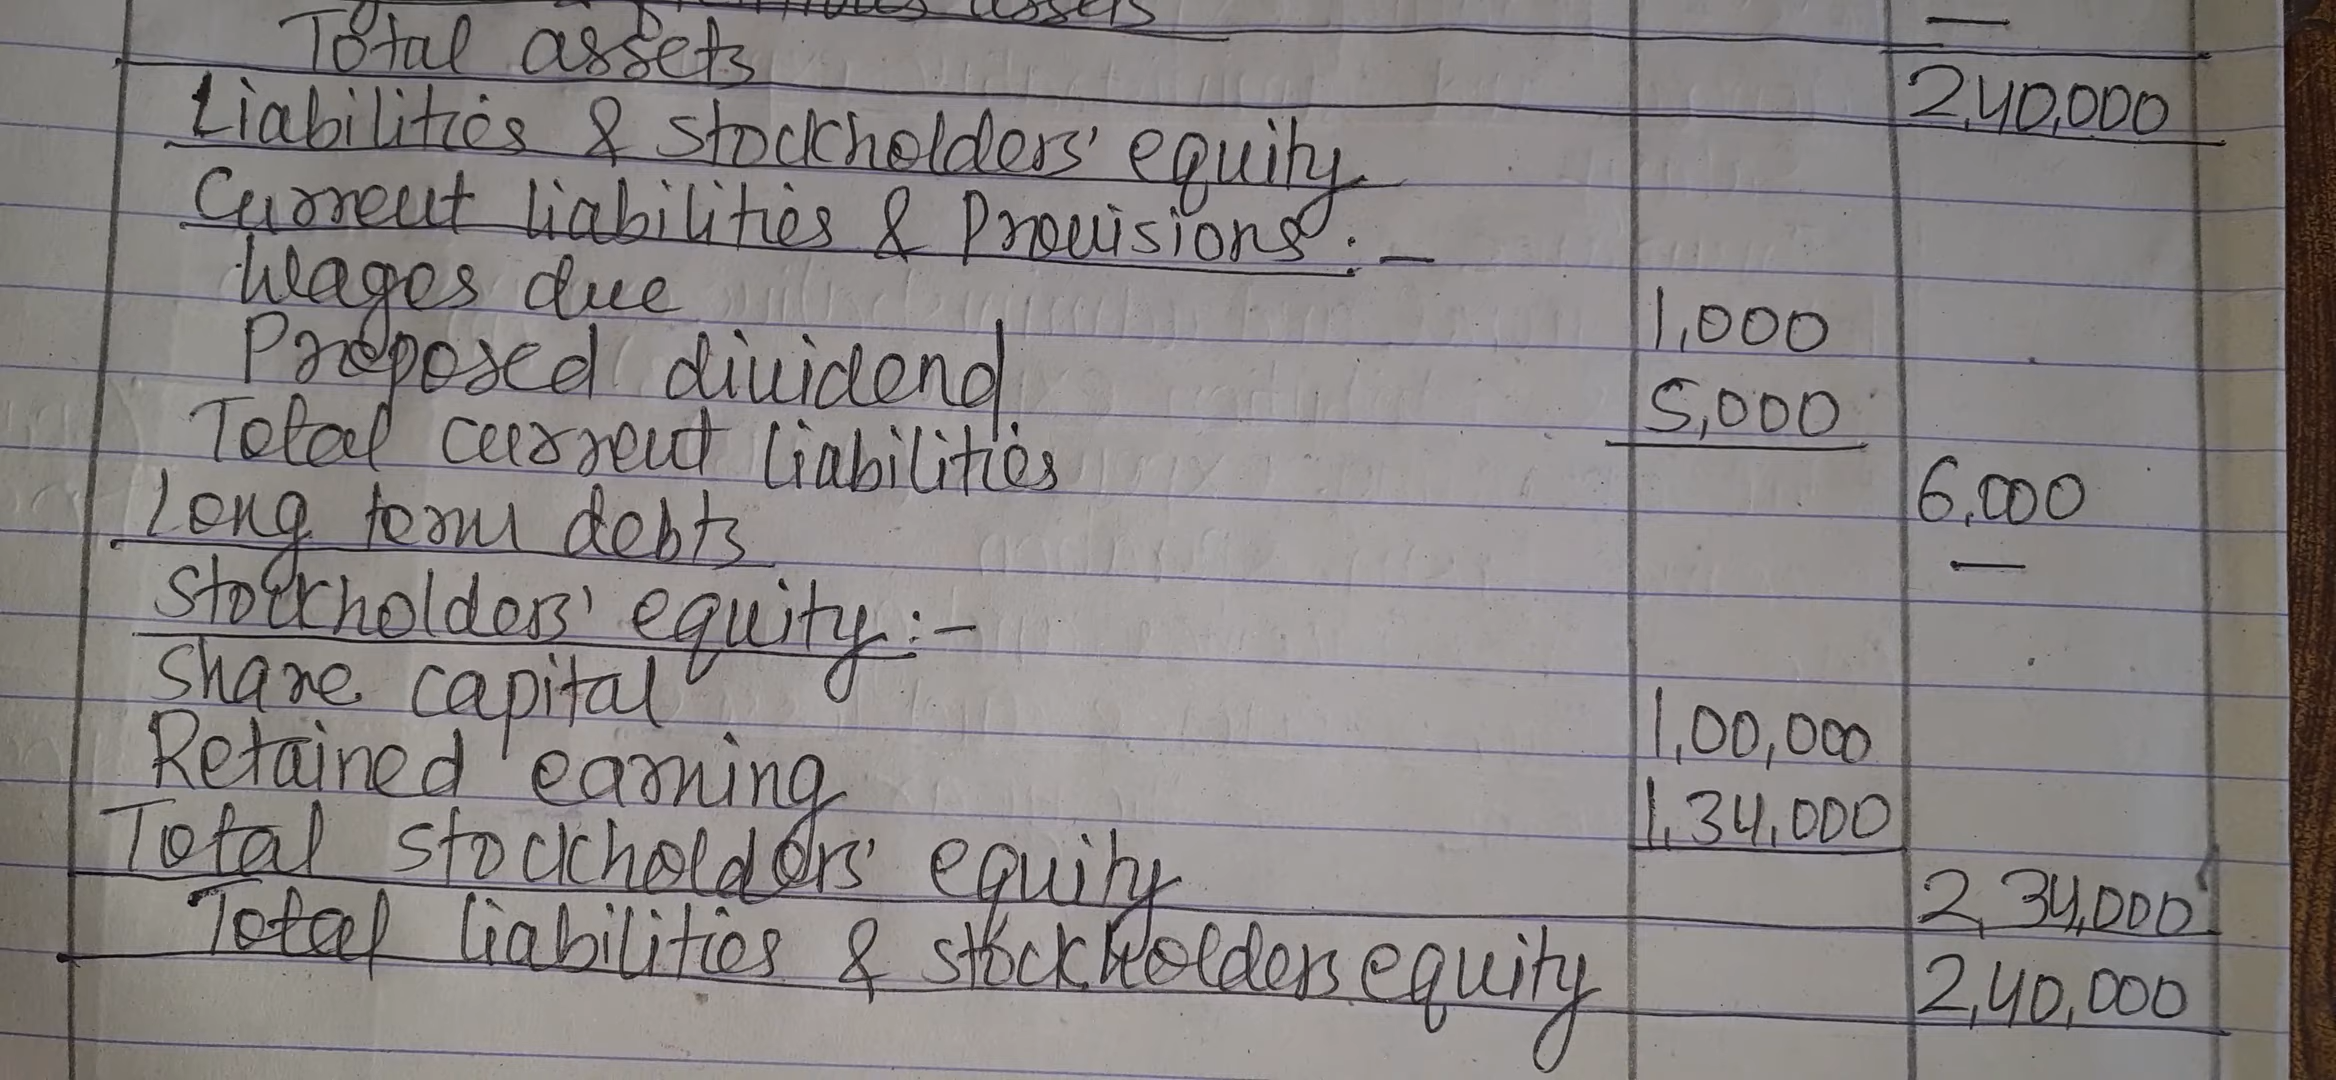 assets
—
Total assets
2,40,000
Liabilities & stockholders' equity
Current liabilities & Provisions :—
Wages due 1,000
Proposed dividend 5,000
Total current liabilities 6,000
Long term debts —
Stockholders' equity :-
Share capital 1,00,000
Retained earning 1,34,000
Total stockholders' equity 2,34,000
Total liabilities & stockholders equity 2,40,000